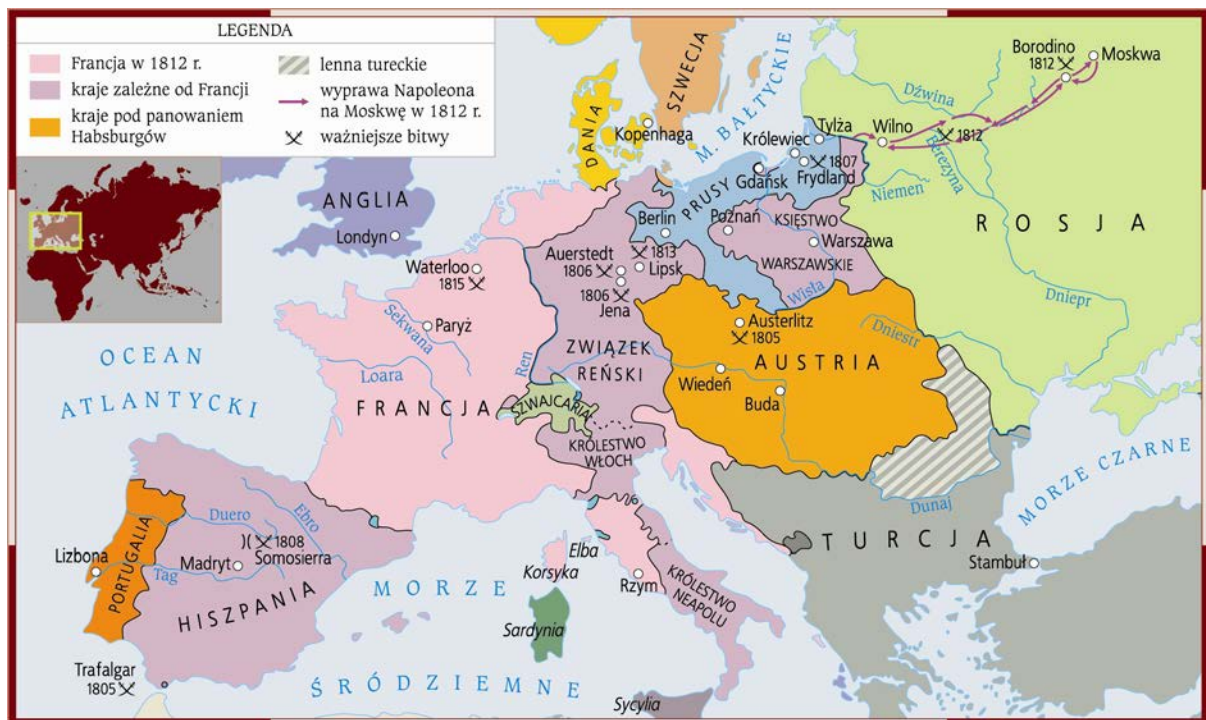 LEGENDA
Francja w 1812 r.
kraje zależne od Francji
kraje pod panowaniem
Habsburgów
lenna tureckie
wyprawa Napoleona
na Moskwę w 1812 r.
ważniejsze bitwy
SZWECJA
DANIA
Kopenhaga
M. BAŁTYCKIE
Borodino
1812
Moskwa
Dźwina
Tylża
Wilno
1812
Berezyna
Królewiec
1807
Frydland
Gdańsk
Niemen
ROSJA
ANGLIA
Londyn
PRUSY
Berlin
Poznań
KSIĘSTWO
WARSZAWSKIE
Warszawa
Wisła
Dniepr
Waterloo
1815
Auerstedt
1806
1813
Lipsk
1806
Jena
Sekwana
Paryż
Austerlitz
1805
Dniestr
OCEAN
ATLANTYCKI
Loara
FRANCJA
Ren
ZWIĄZEK
REŃSKI
AUSTRIA
Wiedeń
Buda
SZWAJCARIA
KRÓLESTWO
WŁOCH
MORZE CZARNE
Dunaj
TURCJA
Stambuł
Duero
Ebro
1808
Somosierra
Lizbona
PORTUGALIA
Madryt
Tag
HISZPANIA
MORZE
Elba
Korsyka
Rzym
KRÓLESTWO
NEAPOLU
Sardynia
Trafalgar
1805
ŚRÓDZIEMNE
Sycylia